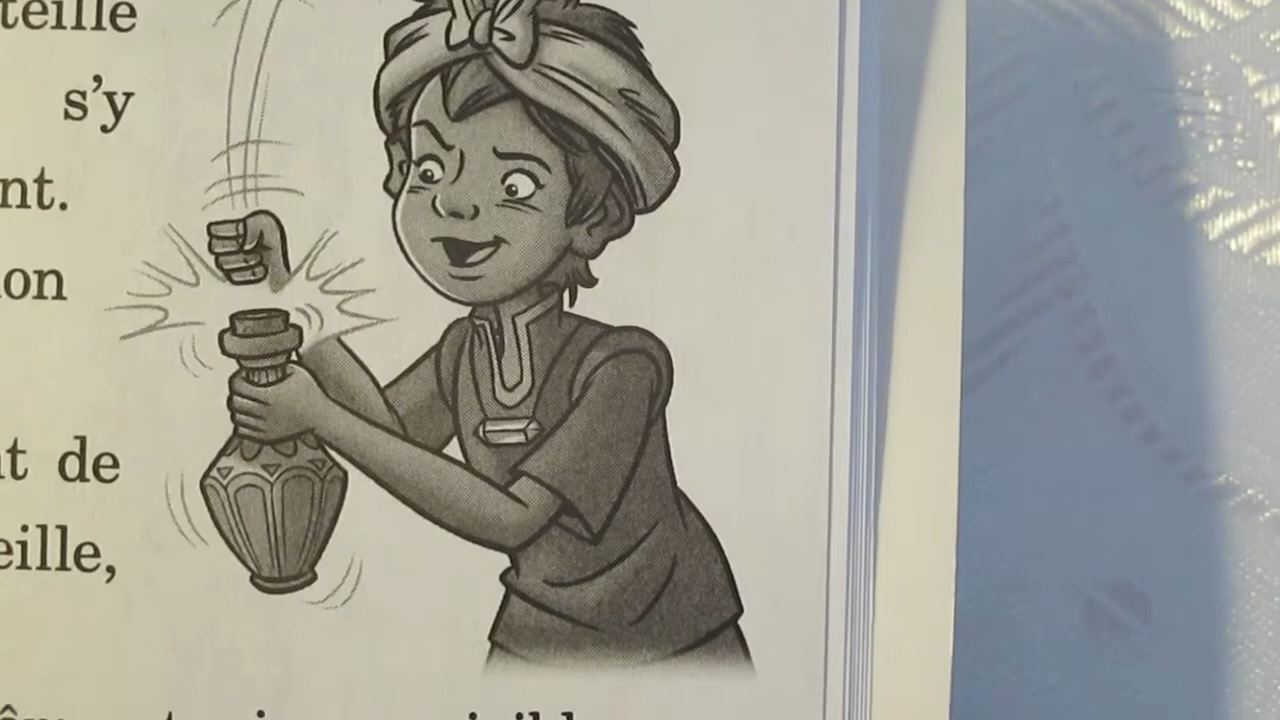 teille
s'y
nt.
on
t de
eille,